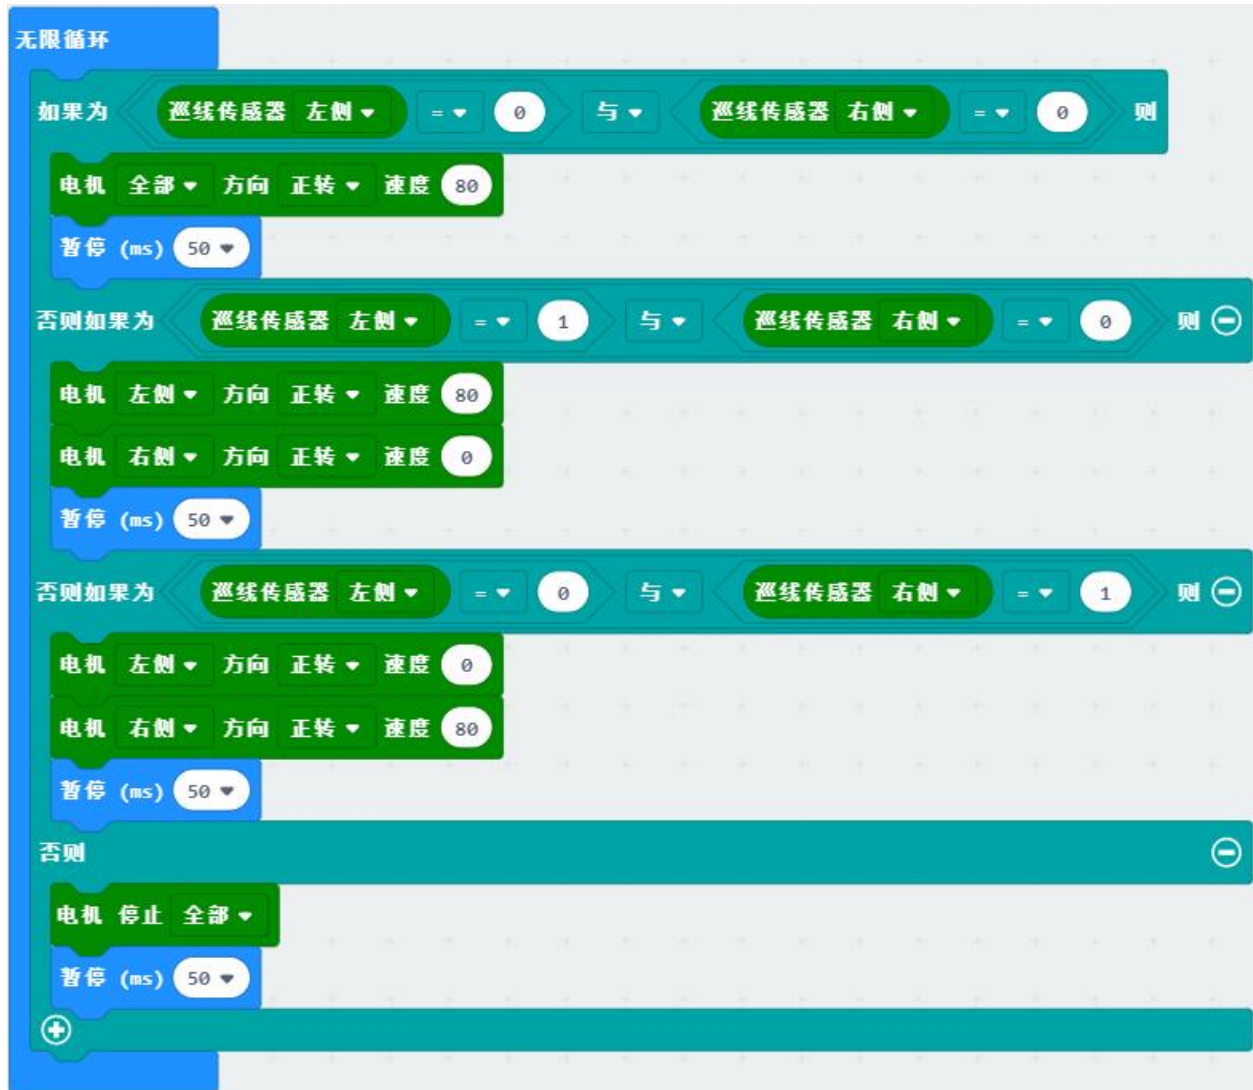 无限循环
如果为 巡线传感器 左侧 = 0 与 巡线传感器 右侧 = 0 则
电机 全部 方向 正转 速度 80
暂停 (ms) 50
否则如果为 巡线传感器 左侧 = 1 与 巡线传感器 右侧 = 0 则
电机 左侧 方向 正转 速度 80
电机 右侧 方向 正转 速度 0
暂停 (ms) 50
否则如果为 巡线传感器 左侧 = 0 与 巡线传感器 右侧 = 1 则
电机 左侧 方向 正转 速度 0
电机 右侧 方向 正转 速度 80
暂停 (ms) 50
否则
电机 停止 全部
暂停 (ms) 50